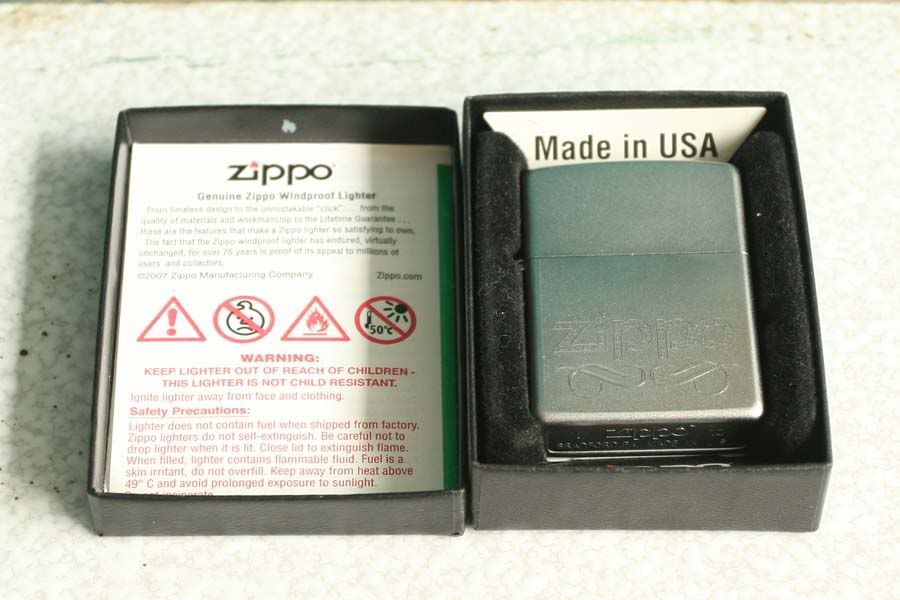 zippo
Genuine Zippo Windproof Lighter
From timeless design to the unmistakable "click". . . from the
quality of materials and workmanship to the Lifetime Guarantee . . .
these are the features that make a Zippo lighter so satisfying to own.
The fact that the Zippo windproof lighter has endured, virtually
unchanged, for over 75 years is proof of its appeal to millions of
users and collectors.
©2007 Zippo Manufacturing Company Zippo.com
50°C
WARNING:
KEEP LIGHTER OUT OF REACH OF CHILDREN -
THIS LIGHTER IS NOT CHILD RESISTANT.
Ignite lighter away from face and clothing.
Safety Precautions:
Lighter does not contain fuel when shipped from factory.
Zippo lighters do not self-extinguish. Be careful not to
drop lighter when it is lit. Close lid to extinguish flame.
When filled, lighter contains flammable fluid. Fuel is a
skin irritant, do not overfill. Keep away from heat above
49° C and avoid prolonged exposure to sunlight.
Do not incinerate.
Made in USA
Zippo
zippo
BRADFORD, PA.